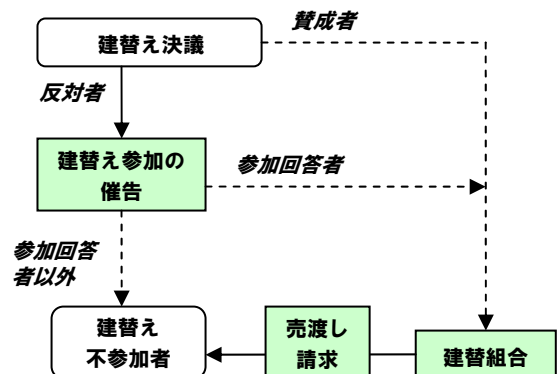 賛成者
建替え決議
反対者
建替え参加の
催告
参加回答者
参加回答
者以外
建替え
不参加者
売渡し
請求
建替組合